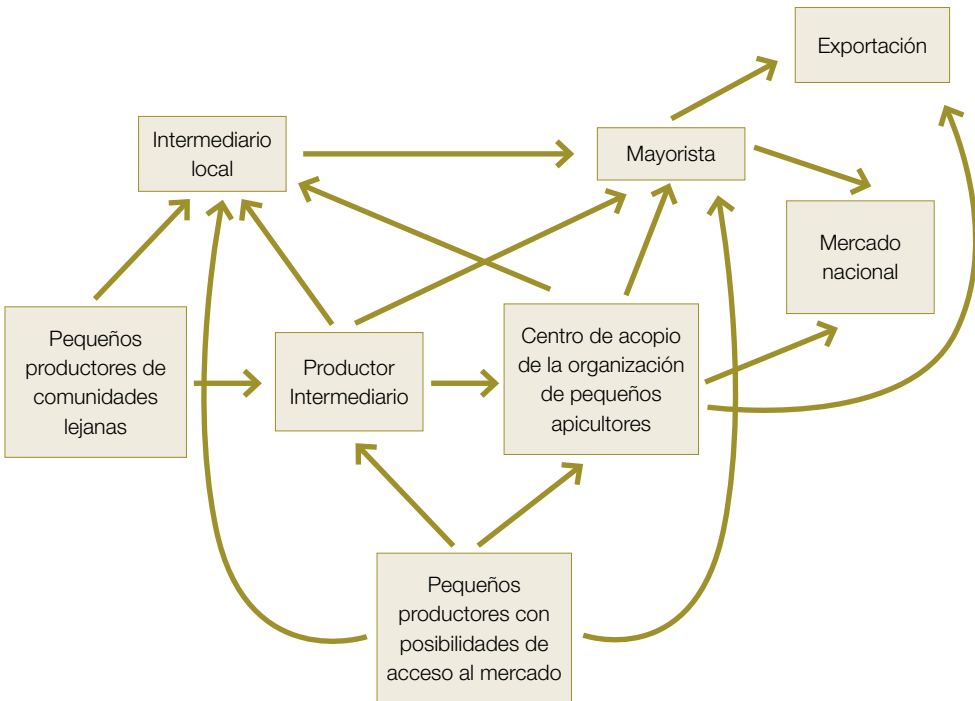 Exportación
Intermediario
local
Mayorista
Mercado
nacional
Pequeños
productores de
comunidades
lejanas
Productor
Intermediario
Centro de acopio
de la organización
de pequeños
apicultores
Pequeños
productores con
posibilidades de
acceso al mercado